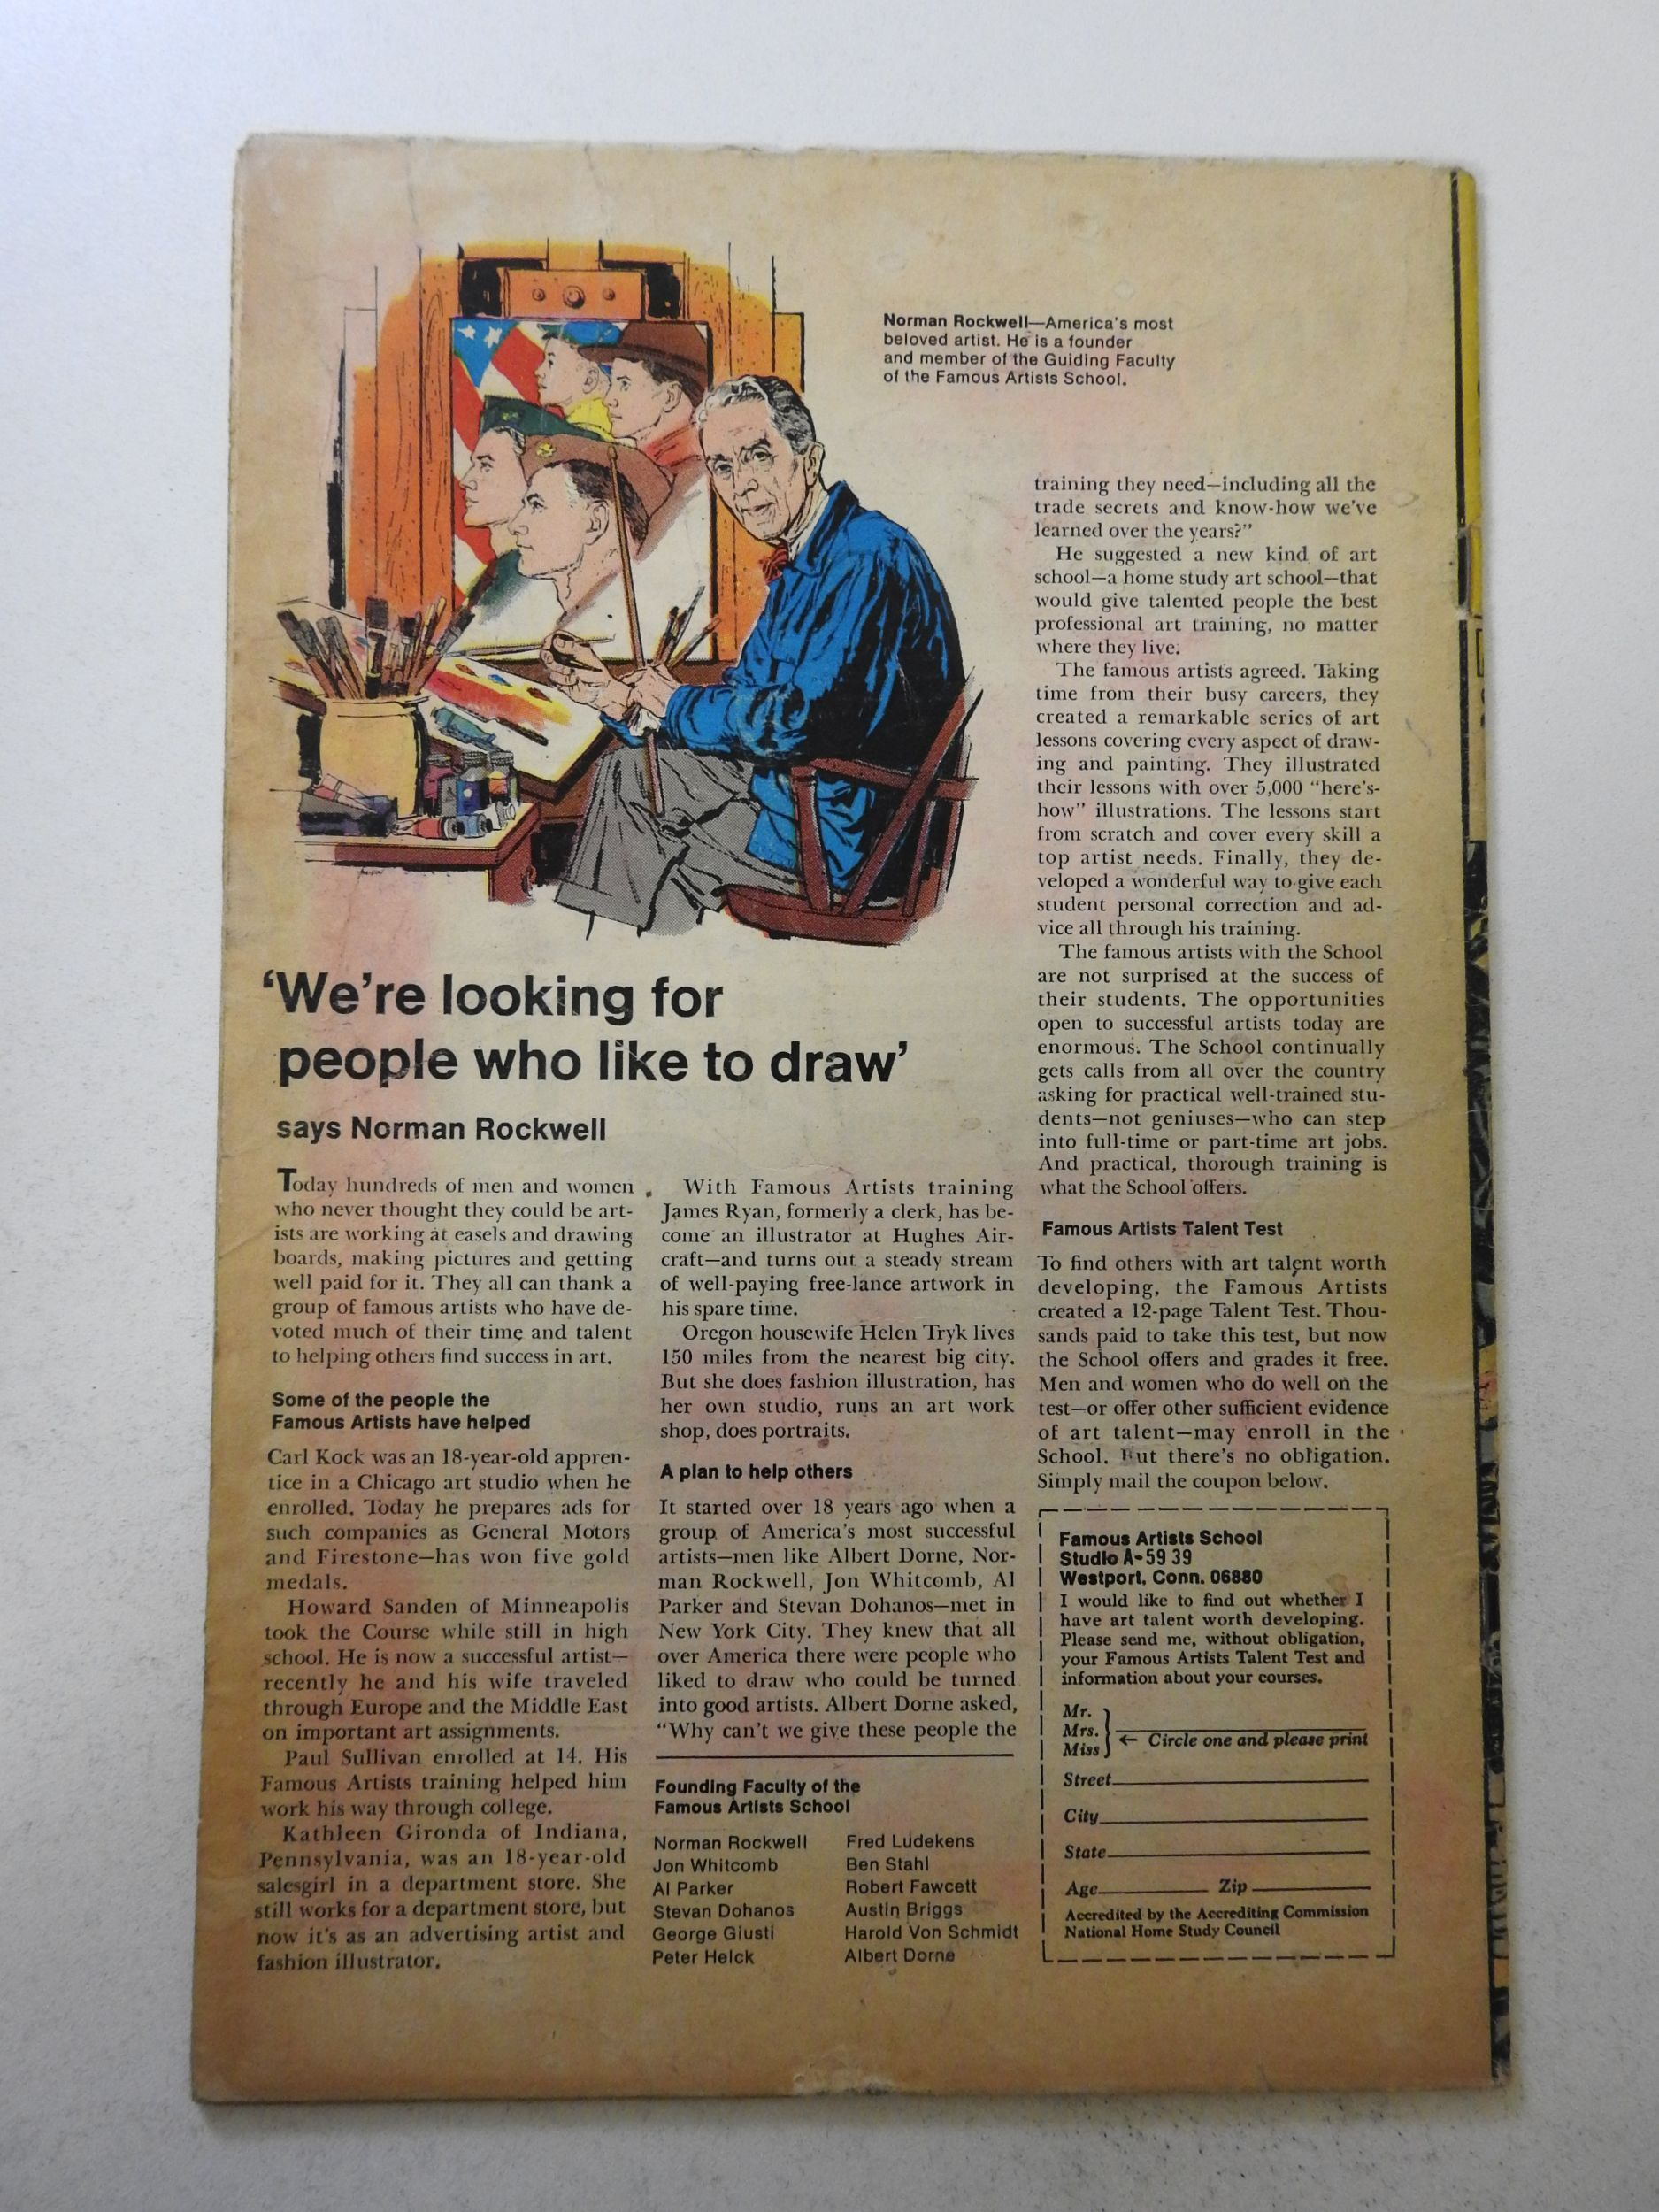 Norman Rockwell—America's most
beloved artist. He is a founder
and member of the Guiding Faculty
of the Famous Artists School.
'We're looking for
people who like to draw'
says Norman Rockwell
Today hundreds of men and women
who never thought they could be art-
ists are working at easels and drawing
boards, making pictures and getting
well paid for it. They all can thank a
group of famous artists who have de-
voted much of their time and talent
to helping others find success in art.
Some of the people the
Famous Artists have helped
Carl Kock was an 18-year-old appren-
tice in a Chicago art studio when he
enrolled. Today he prepares ads for
such companies as General Motors
and Firestone—has won five gold
medals.
Howard Sanden of Minneapolis
took the Course while still in high
school. He is now a successful artist—
recently he and his wife traveled
through Europe and the Middle East
on important art assignments.
Paul Sullivan enrolled at 14. His
Famous Artists training helped him
work his way through college.
Kathleen Gironda of Indiana,
Pennsylvania, was an 18-year-old
salesgirl in a department store. She
still works for a department store, but
now it's as an advertising artist and
fashion illustrator.
With Famous Artists training
James Ryan, formerly a clerk, has be-
come an illustrator at Hughes Air-
craft—and turns out a steady stream
of well-paying free-lance artwork in
his spare time.
Oregon housewife Helen Tryk lives
150 miles from the nearest big city.
But she does fashion illustration, has
her own studio, runs an art work
shop, does portraits.
A plan to help others
It started over 18 years ago when a
group of America's most successful
artists—men like Albert Dorne, Nor-
man Rockwell, Jon Whitcomb, Al
Parker and Stevan Dohanos—met in
New York City. They knew that all
over America there were people who
liked to draw who could be turned
into good artists. Albert Dorne asked,
"Why can't we give these people the
training they need—including all the
trade secrets and know-how we've
learned over the years?"
He suggested a new kind of art
school—a home study art school—that
would give talented people the best
professional art training, no matter
where they live.
The famous artists agreed. Taking
time from their busy careers, they
created a remarkable series of art
lessons covering every aspect of draw-
ing and painting. They illustrated
their lessons with over 5,000 "here's-
how" illustrations. The lessons start
from scratch and cover every skill a
top artist needs. Finally, they de-
veloped a wonderful way to give each
student personal correction and ad-
vice all through his training.
The famous artists with the School
are not surprised at the success of
their students. The opportunities
open to successful artists today are
enormous. The School continually
gets calls from all over the country
asking for practical well-trained stu-
dents—not geniuses—who can step
into full-time or part-time art jobs.
And practical, thorough training is
what the School offers.
Famous Artists Talent Test
To find others with art talent worth
developing, the Famous Artists
created a 12-page Talent Test. Thou-
sands paid to take this test, but now
the School offers and grades it free.
Men and women who do well on the
test—or offer other sufficient evidence
of art talent—may enroll in the
School. But there's no obligation.
Simply mail the coupon below.
Founding Faculty of the
Famous Artists School
Norman Rockwell
Jon Whitcomb
Al Parker
Stevan Dohanos
George Giusti
Peter Helck
Fred Ludekens
Ben Stahl
Robert Fawcett
Austin Briggs
Harold Von Schmidt
Albert Dorne
Famous Artists School
Studio A-59 39
Westport, Conn. 06880
I would like to find out whether I
have art talent worth developing.
Please send me, without obligation,
your Famous Artists Talent Test and
information about your courses.
Mr.
Mrs.
Miss
← Circle one and please print
Street
City
State
Age Zip
Accredited by the Accrediting Commission
National Home Study Council